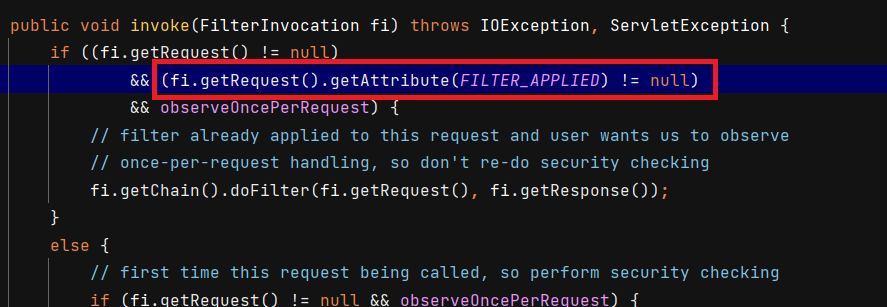 public void invoke(FilterInvocation fi) throws IOException, ServletException {
if ((fi.getRequest() != null)
&& (fi.getRequest().getAttribute(FILTER_APPLIED) != null)
&& observeOncePerRequest) {
// filter already applied to this request and user wants us to observe
// once-per-request handling, so don't re-do security checking
fi.getChain().doFilter(fi.getRequest(), fi.getResponse());
}
else {
// first time this request being called, so perform security checking
if (fi.getRequest() != null && observeOncePerRequest) {